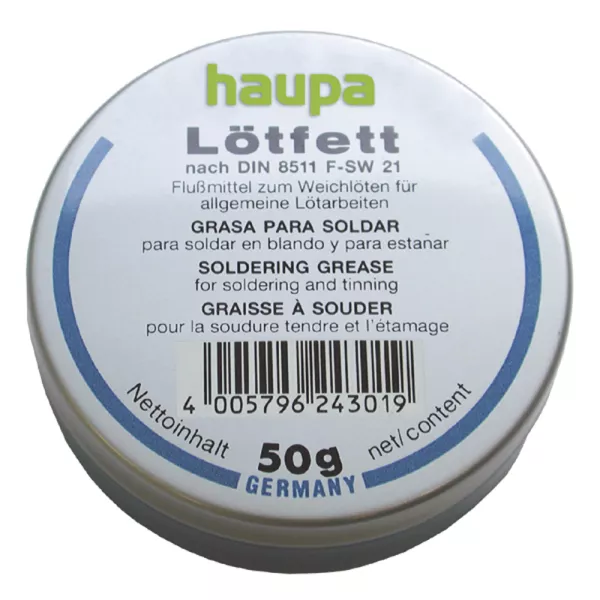 haupa
Lötfett
nach DIN 8511 F-SW 21
Flußmittel zum Weichlöten für
allgemeine Lötarbeiten
GRASA PARA SOLDAR
para soldar en blando y para estañar
SOLDERING GREASE
for soldering and tinning
GRAISSE À SOUDER
pour la soudure tendre et l'étamage
4 005796 243019
Nettoinhalt 50g net/content
GERMANY